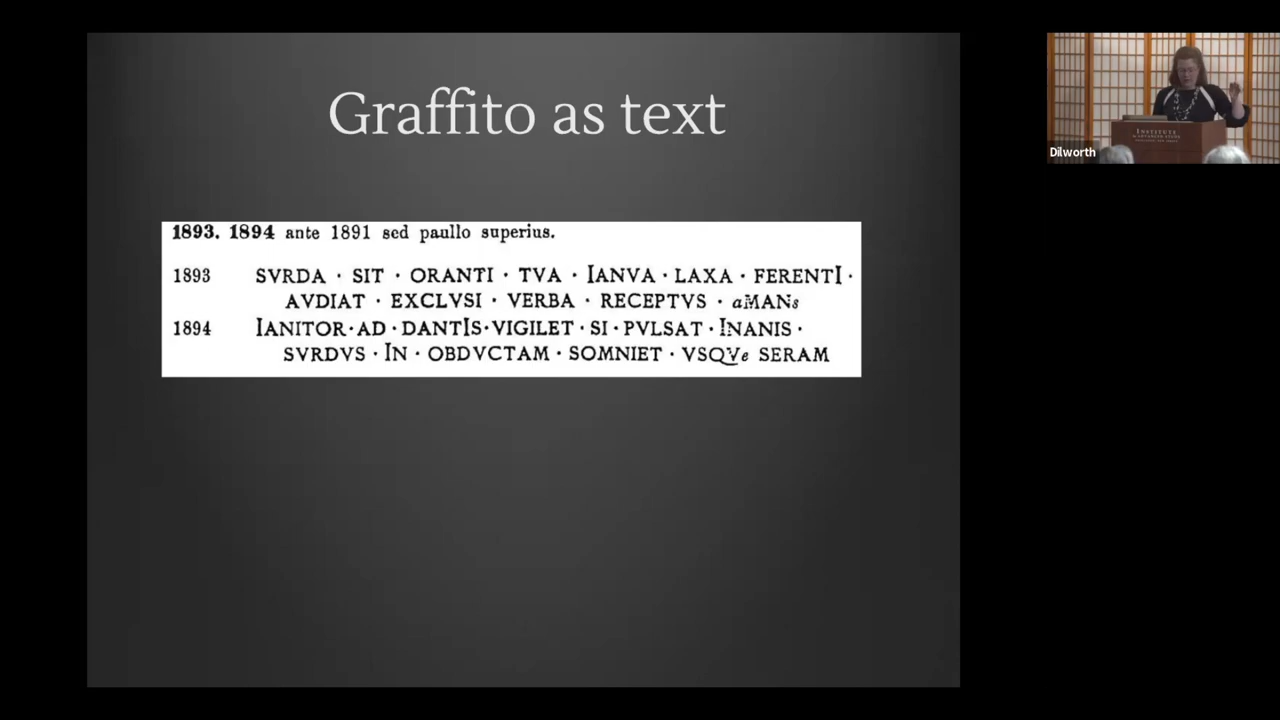 Graffito as text
1893. 1894 ante 1891 sed paullo superius.
1893 SVRDA · SIT · ORANTI · TVA · IANVA · LAXA · FERENTI ·
AVDIAT · EXCLVSI · VERBA · RECEPTVS · aMANs
1894 IANITOR · AD · DANTIS · VIGILET · SI · PVLSAT · INANIS ·
SVRDVS · IN · OBDVCTAM · SOMNIET · VSQVe SERAM
Dilworth
INSTITUTE